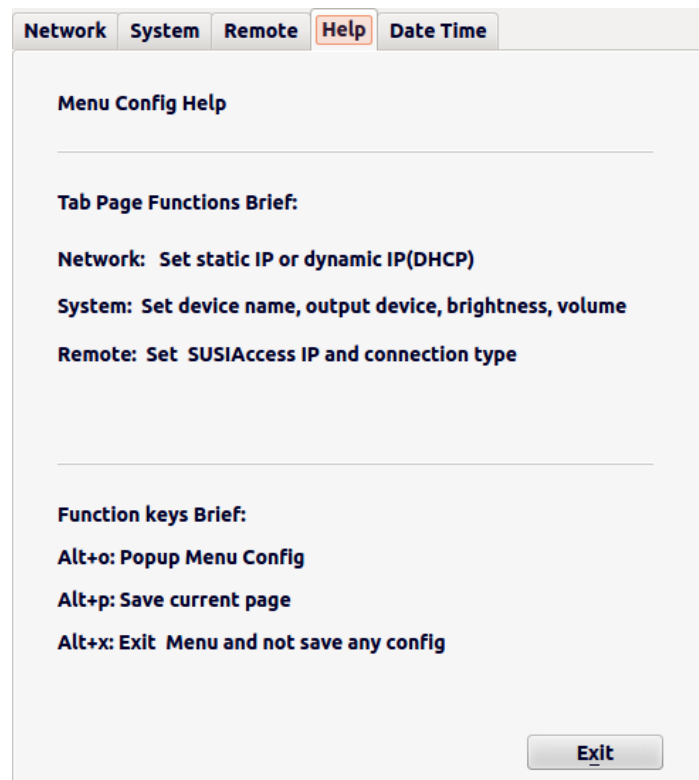 Network System Remote Help Date Time
Menu Config Help
Tab Page Functions Brief:
Network: Set static IP or dynamic IP(DHCP)
System: Set device name, output device, brightness, volume
Remote: Set SUSIAccess IP and connection type
Function keys Brief:
Alt+o: Popup Menu Config
Alt+p: Save current page
Alt+x: Exit Menu and not save any config
Exit